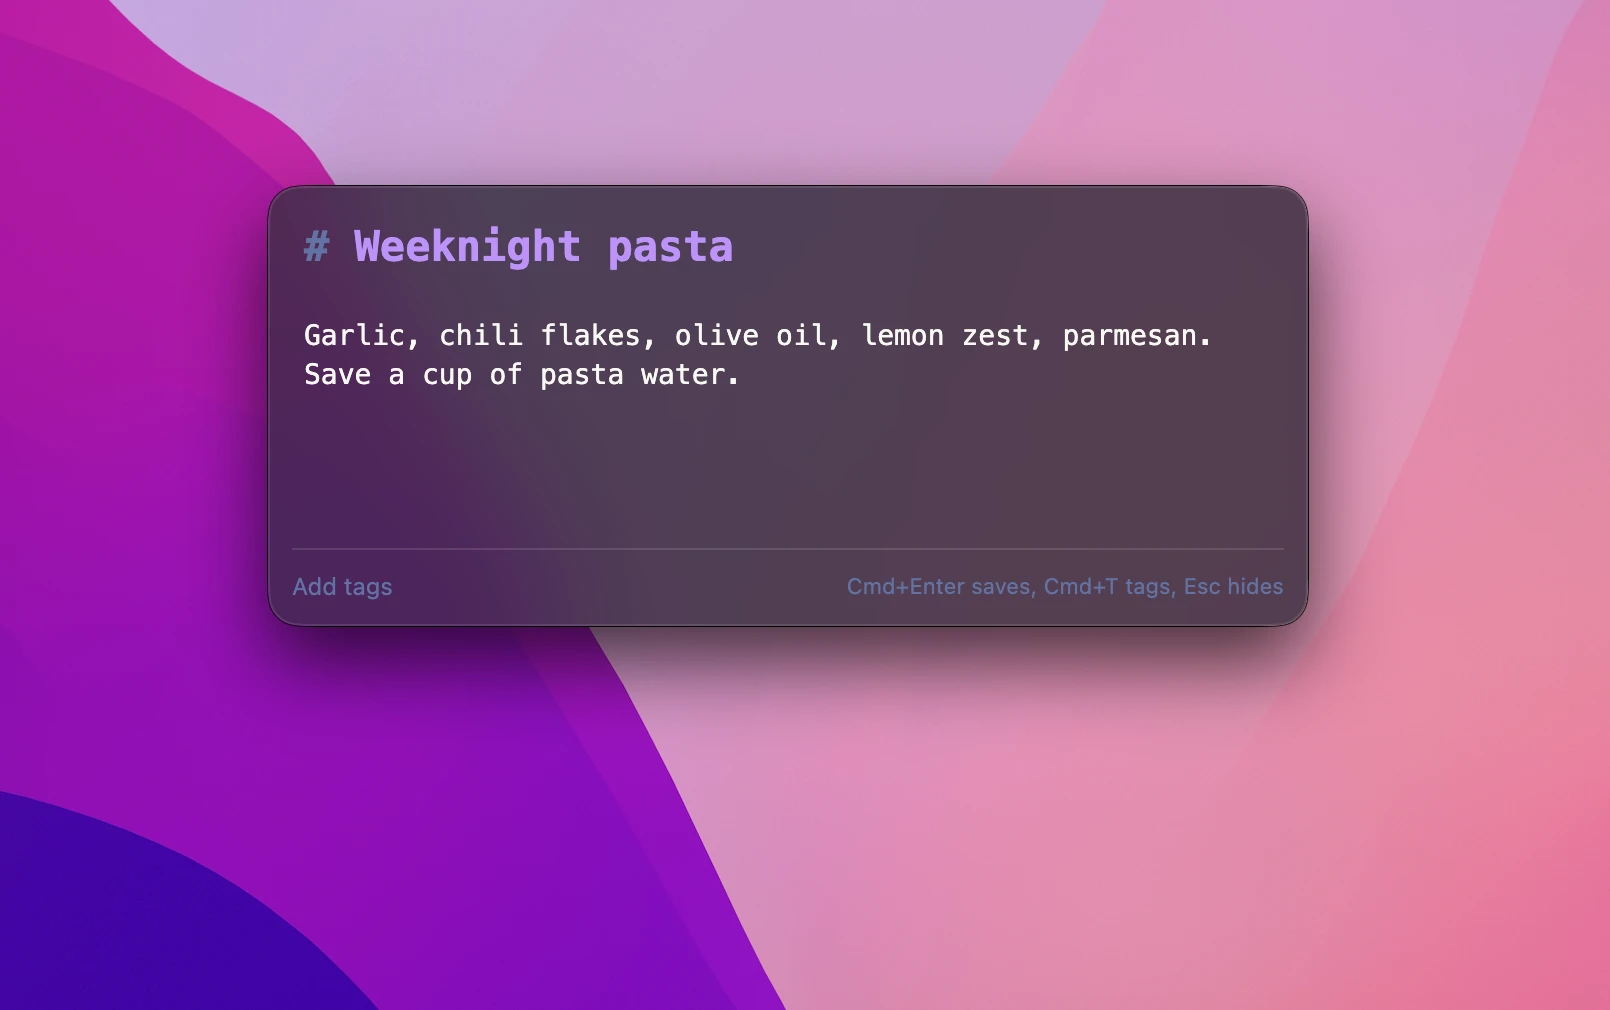 # Weeknight pasta
Garlic, chili flakes, olive oil, lemon zest, parmesan.
Save a cup of pasta water.
Add tags
Cmd+Enter saves, Cmd+T tags, Esc hides